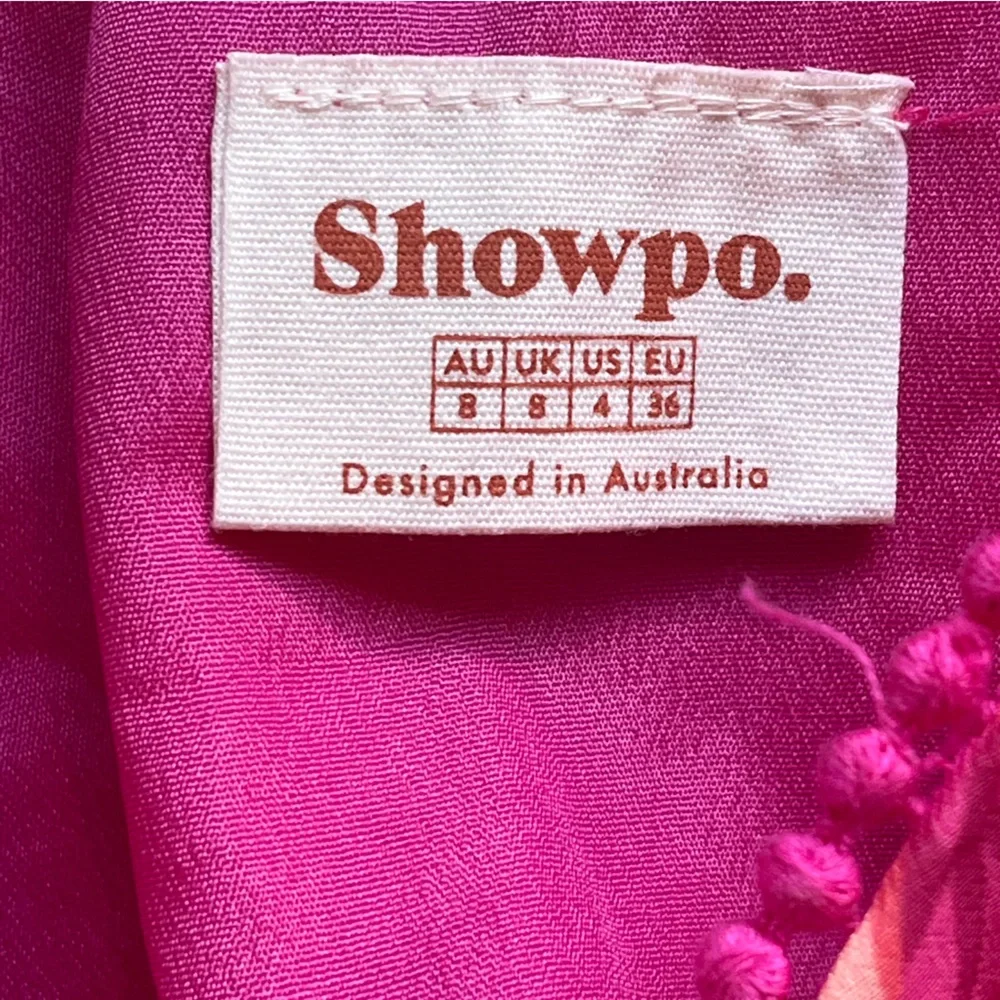 Showpo.
AU UK US EU
8 8 4 36
Designed in Australia